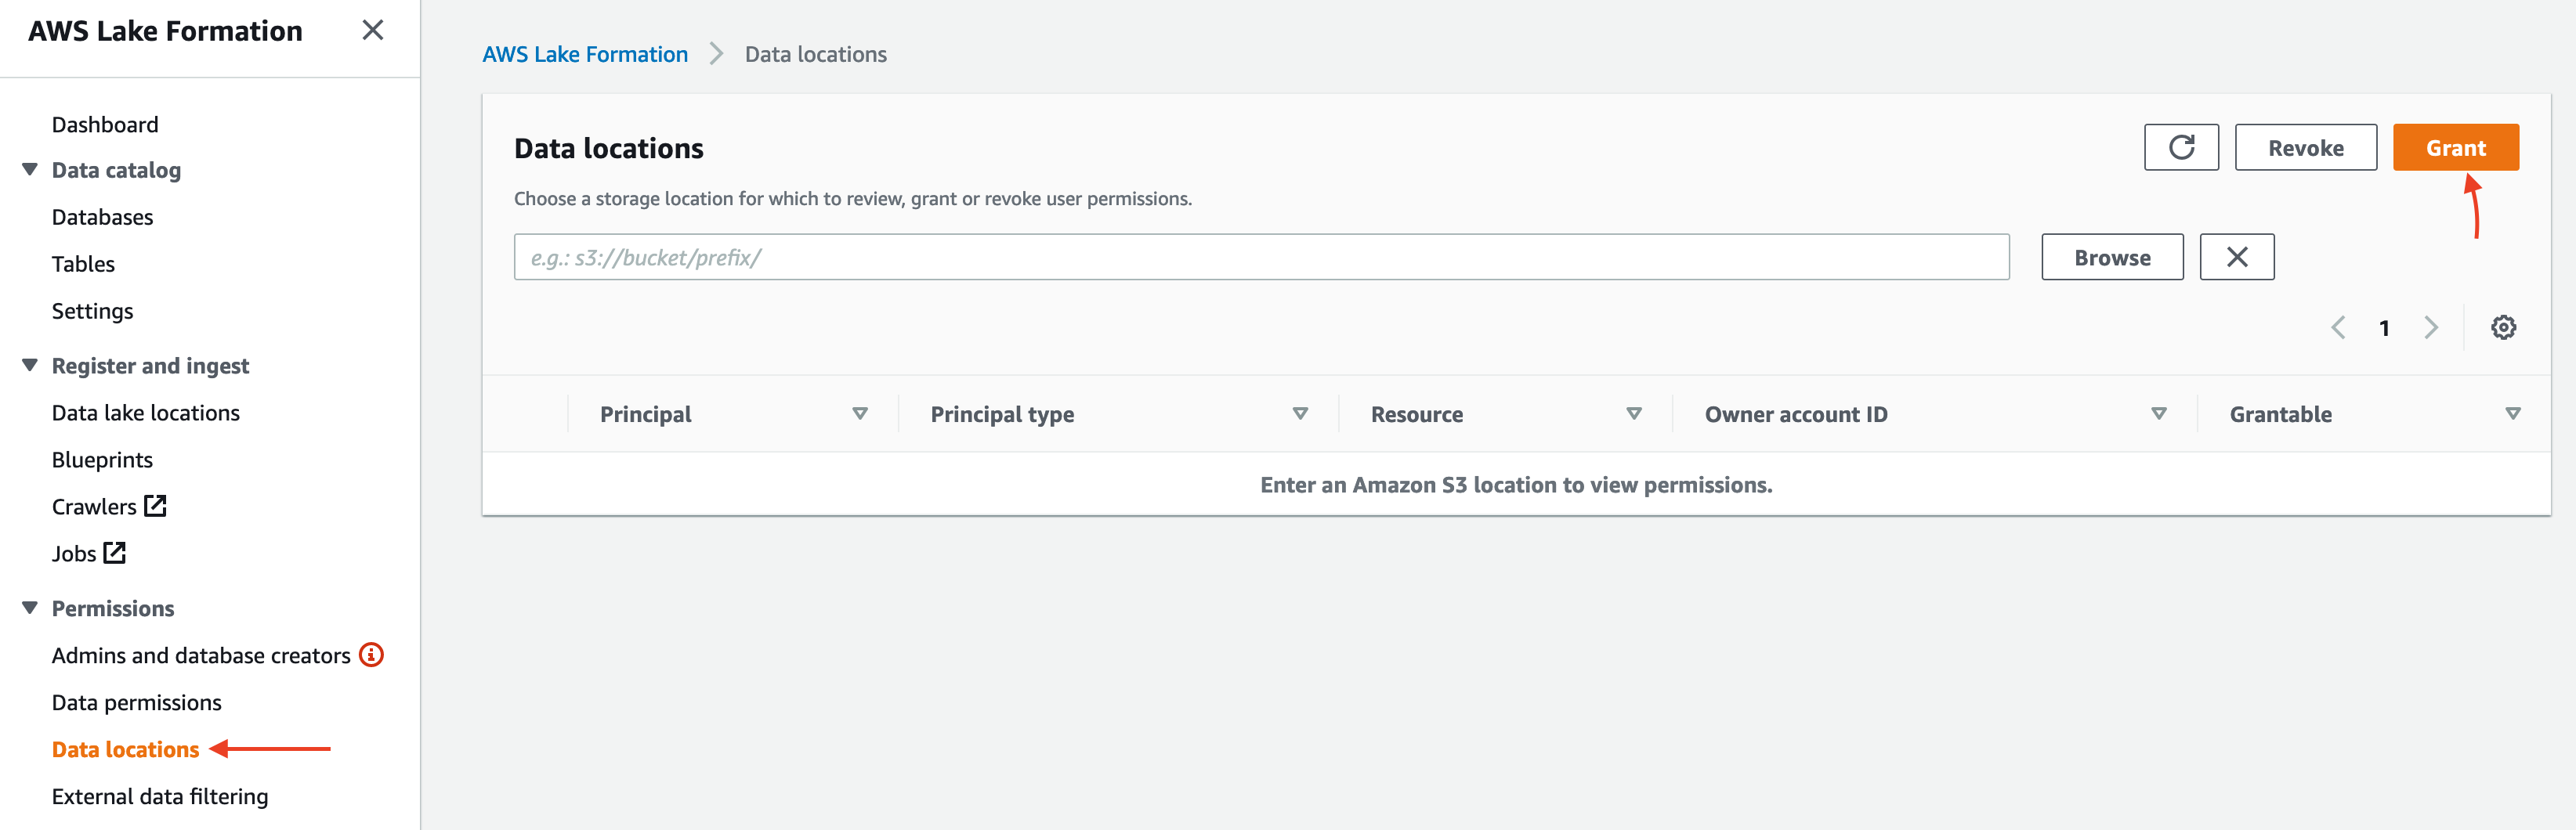 AWS Lake Formation
Dashboard
Data catalog
Databases
Tables
Settings
Register and ingest
Data lake locations
Blueprints
Crawlers
Jobs
Permissions
Admins and database creators
Data permissions
Data locations
External data filtering
AWS Lake Formation > Data locations
Data locations
Revoke
Grant
Choose a storage location for which to review, grant or revoke user permissions.
e.g.: s3://bucket/prefix/
Browse
1
Principal Principal type Resource Owner account ID Grantable
Enter an Amazon S3 location to view permissions.